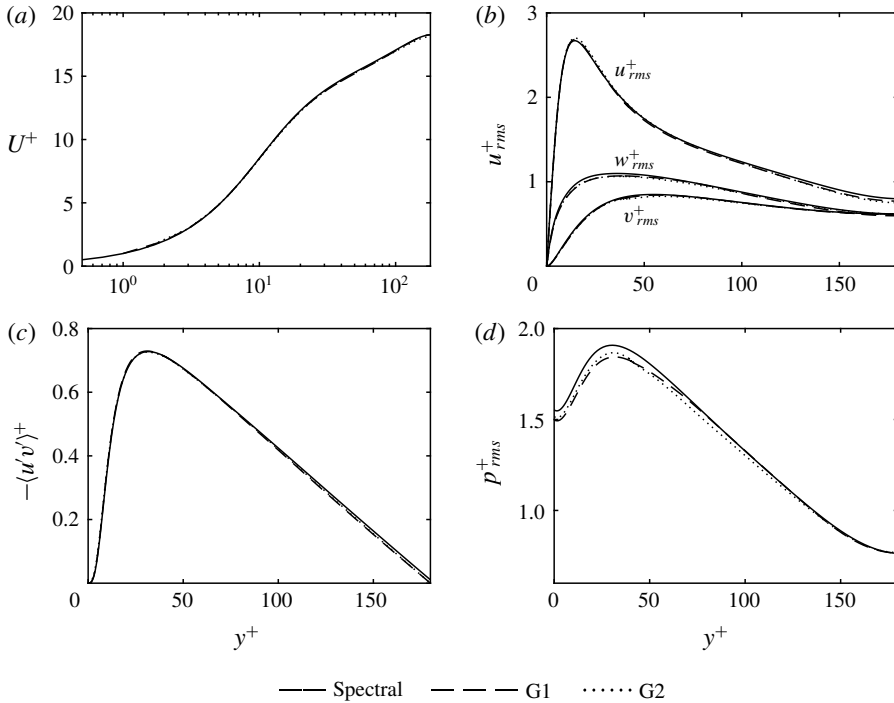 (a)
20
15
10
5
0
U+
10^0
10^1
10^2
(b)
3
2
1
u+rms
u+rms
w+rms
v+rms
0
50
100
150
(c)
0.8
0.6
0.4
0.2
−⟨u′v′⟩+
0
50
100
150
y+
(d)
2.0
1.5
1.0
p+rms
0
50
100
150
y+
Spectral
G1
G2